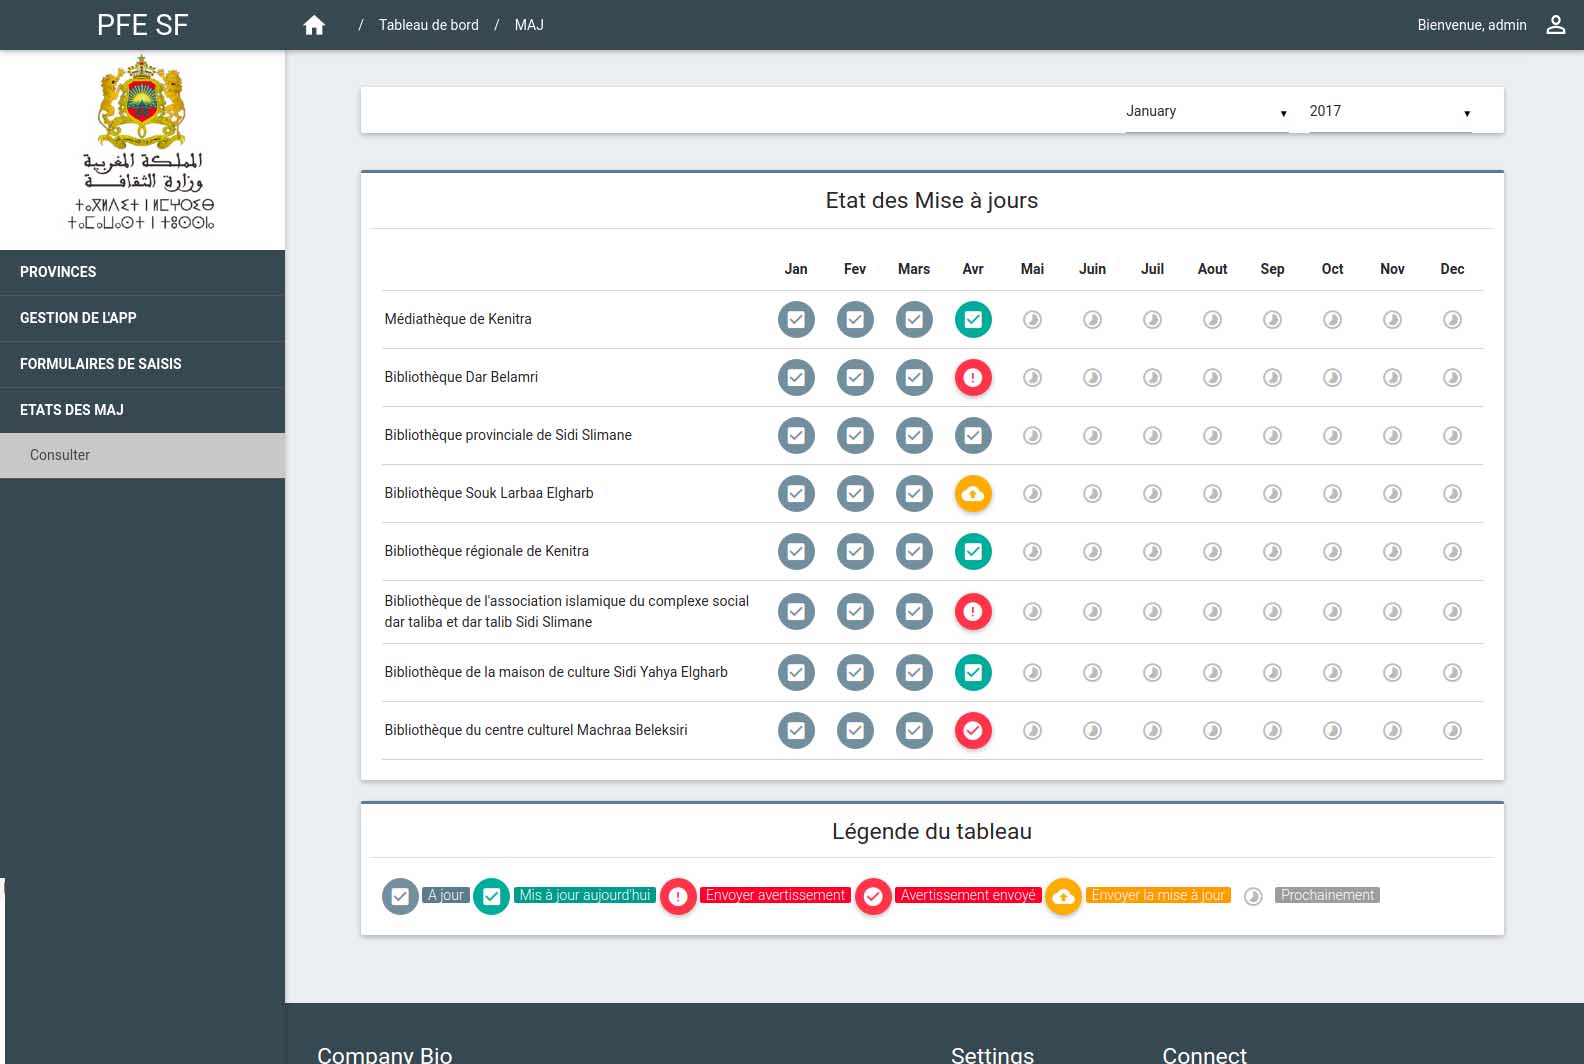 PFE SF
/ Tableau de bord / MAJ
Bienvenue, admin
المملكة المغربية
وزارة الثقافة
ⵜⴰⴳⵍⴷⵉⵜ ⵏ ⵍⵎⵖⵔⵉⴱ
ⵜⴰⵎⴰⵡⴰⵙⵜ ⵏ ⵜⵓⵙⵙⵏⴰ
PROVINCES
GESTION DE L'APP
FORMULAIRES DE SAISIS
ETATS DES MAJ
Consulter
January
2017
Etat des Mise à jours
Jan Fev Mars Avr Mai Juin Juil Aout Sep Oct Nov Dec
Médiathèque de Kenitra
Bibliothèque Dar Belamri
Bibliothèque provinciale de Sidi Slimane
Bibliothèque Souk Larbaa Elgharb
Bibliothèque régionale de Kenitra
Bibliothèque de l'association islamique du complexe social
dar taliba et dar talib Sidi Slimane
Bibliothèque de la maison de culture Sidi Yahya Elgharb
Bibliothèque du centre culturel Machraa Beleksiri
Légende du tableau
A jour Mis à jour aujourd'hui Envoyer avertissement Avertissement envoyé Envoyer la mise à jour Prochainement
Company Bio Settings Connect